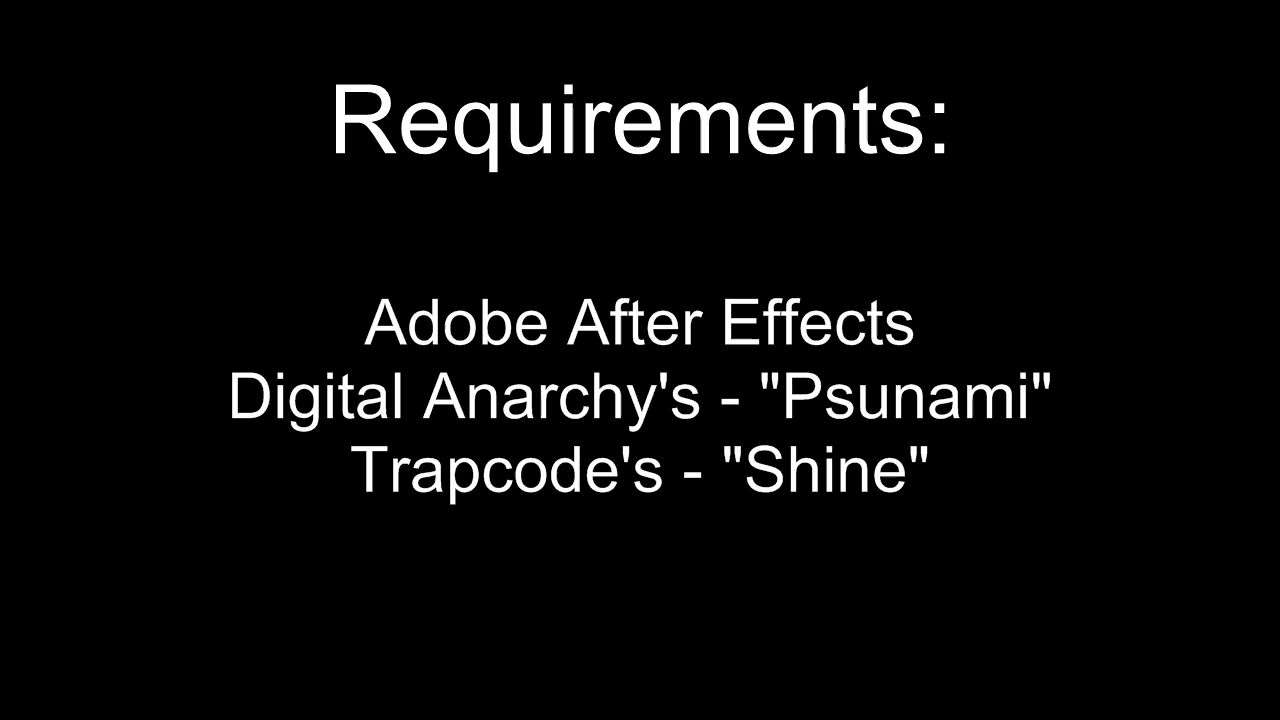 Requirements:
Adobe After Effects
Digital Anarchy's - "Psunami"
Trapcode's - "Shine"